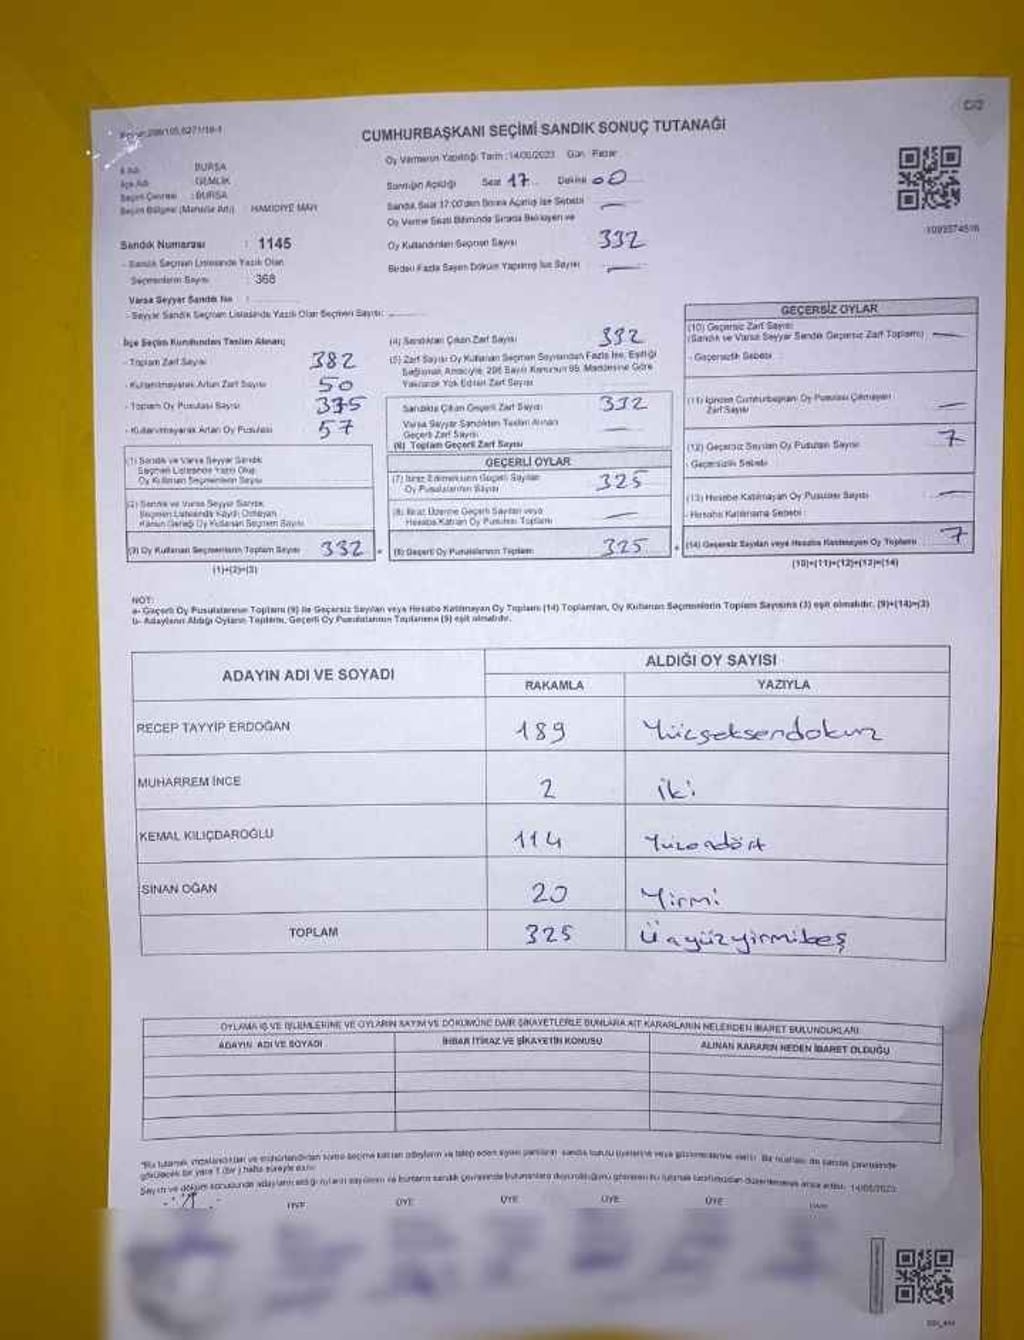 C/2
CUMHURBAŞKANI SEÇİMİ SANDIK SONUÇ TUTANAĞI
İl Adı : BURSA
İlçe Adı : GEMLİK
Seçim Çevresi : BURSA
Seçim Bölgesi (Mahalle Adı) : HAMİDİYE MAH
Sandık Numarası : 1145
- Sandık Seçmen Listesinde Yazılı Olan
Seçmenlerin Sayısı : 368
Varsa Seyyar Sandık No :
- Seyyar Sandık Seçmen Listesinde Yazılı Olan Seçmen Sayısı:
Oy Vermenin Yapıldığı Tarih : 14/05/2023 Gün : Pazar
Sandığın Açıldığı Saat 17 Dakika 00
Sandık Saat 17:00'den Sonra Açılmış İse Sebebi —
Oy Verme Saati Bitiminde Sırada Bekleyen ve
Oy Kullandırılan Seçmen Sayısı 332
Birden Fazla Sayım Döküm Yapılmış İse Sayısı —
1093574516
İlçe Seçim Kurulundan Teslim Alınan;
- Toplam Zarf Sayısı 382
- Kullanılmayarak Artan Zarf Sayısı 50
- Toplam Oy Pusulası Sayısı 375
- Kullanılmayarak Artan Oy Pusulası 57
(1) Sandık ve Varsa Seyyar Sandık
Seçmen Listesinde Yazılı Olup
Oy Kullanan Seçmenlerin Sayısı
(2) Sandık ve Varsa Seyyar Sandık
Seçmen Listesinde Kayıtlı Olmayan
Kanun Gereği Oy Kullanan Seçmen Sayısı
(3) Oy Kullanan Seçmenlerin Toplam Sayısı 332 =
(1)+(2)=(3)
(4) Sandıktan Çıkan Zarf Sayısı 332
(5) Zarf Sayısı Oy Kullanan Seçmen Sayısından Fazla İse, Eşitliği
Sağlamak Amacıyla, 298 Sayılı Kanunun 98. Maddesine Göre
Yakılarak Yok Edilen Zarf Sayısı
Sandıkta Çıkan Geçerli Zarf Sayısı 332
Varsa Seyyar Sandıktan Teslim Alınan
Geçerli Zarf Sayısı —
(6) Toplam Geçerli Zarf Sayısı
GEÇERLİ OYLAR
(7) İtiraz Edilmeksizin Geçerli Sayılan
Oy Pusulalarının Sayısı 325
(8) İtiraz Üzerine Geçerli Sayılan veya
Hesaba Katılan Oy Pusulası Toplamı —
(9) Geçerli Oy Pusulalarının Toplamı 325 +
GEÇERSİZ OYLAR
(10) Geçersiz Zarf Sayısı
(Sandık ve Varsa Seyyar Sandık Geçersiz Zarf Toplamı) —
- Geçersizlik Sebebi
(11) İçinden Cumhurbaşkanı Oy Pusulası Çıkmayan
Zarf Sayısı —
(12) Geçersiz Sayılan Oy Pusulası Sayısı 7
- Geçersizlik Sebebi
(13) Hesaba Katılmayan Oy Pusulası Sayısı —
- Hesaba Katılmama Sebebi
(14) Geçersiz Sayılan veya Hesaba Katılmayan Oy Toplamı 7
(10)+(11)+(12)+(13)=(14)
NOT:
a- Geçerli Oy Pusulalarının Toplamı (9) ile Geçersiz Sayılan veya Hesaba Katılmayan Oy Toplamı (14) Toplamları, Oy Kullanan Seçmenlerin Toplam Sayısına (3) eşit olmalıdır. (9)+(14)=(3)
b- Adayların Aldığı Oyların Toplamı, Geçerli Oy Pusulalarının Toplamına (9) eşit olmalıdır.
ADAYIN ADI VE SOYADI
ALDIĞI OY SAYISI
RAKAMLA YAZIYLA
RECEP TAYYİP ERDOĞAN 189 Yüzseksendokuz
MUHARREM İNCE 2 iki
KEMAL KILIÇDAROĞLU 114 Yüzondört
SİNAN OĞAN 20 Yirmi
TOPLAM 325 Üçyüzyirmibeş
OYLAMA İŞ VE İŞLEMLERİNE VE OYLARIN SAYIM VE DÖKÜMÜNE DAİR ŞİKAYETLERLE BUNLARA AİT KARARLARIN NELERDEN İBARET BULUNDUKLARI
ADAYIN ADI VE SOYADI İHBAR İTİRAZ VE ŞİKAYETİN KONUSU ALINAN KARARIN NEDEN İBARET OLDUĞU
ÜYE ÜYE ÜYE ÜYE ÜYE